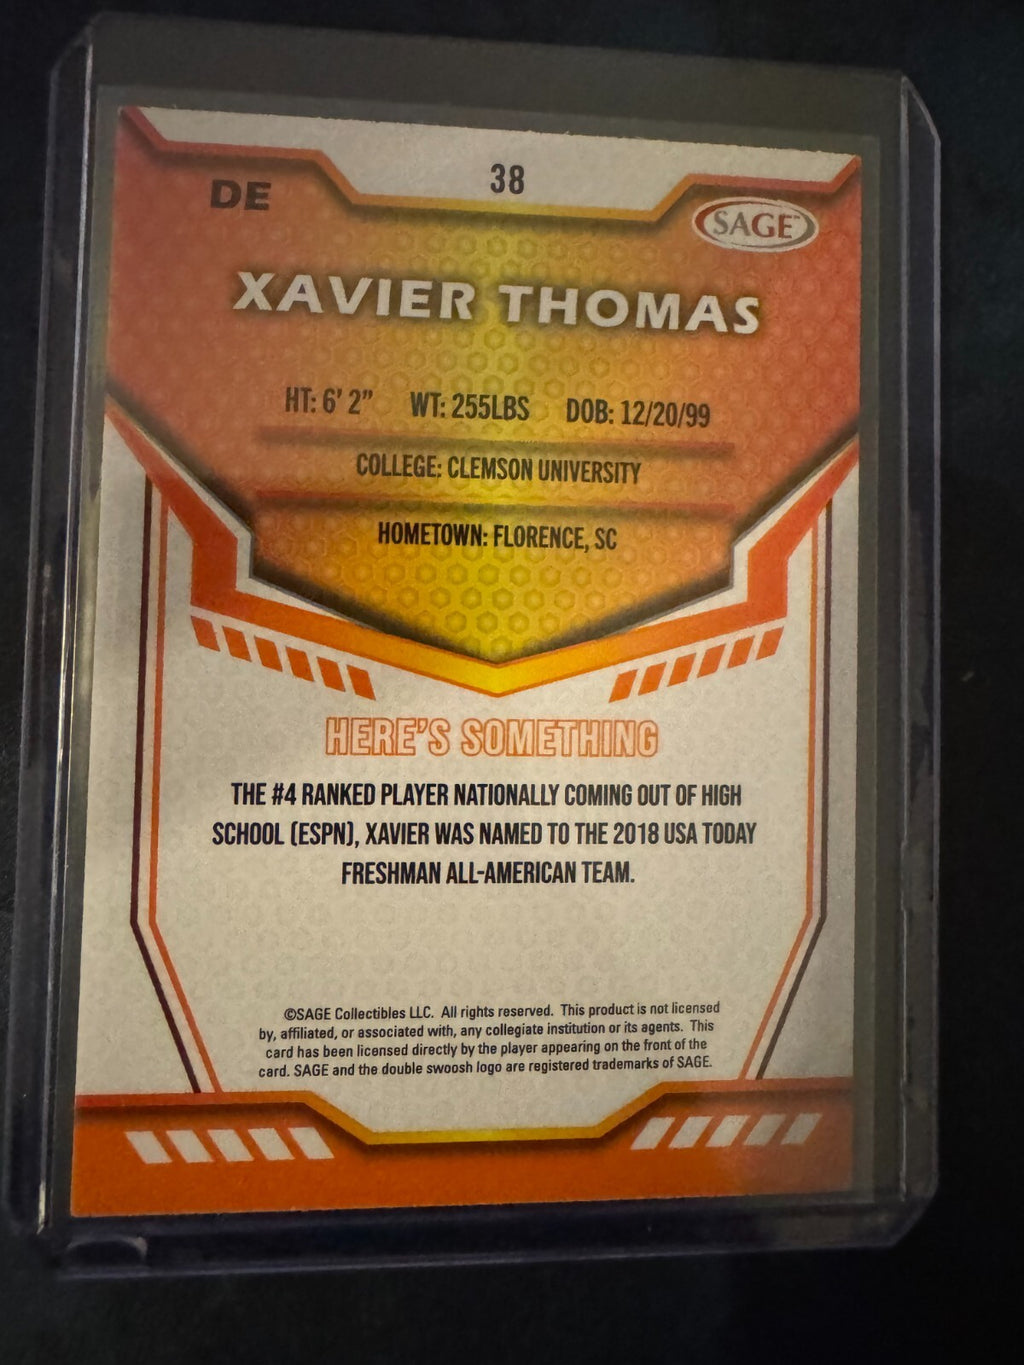 38
DE
SAGE™
XAVIER THOMAS
HT: 6' 2" WT: 255LBS DOB: 12/20/99
COLLEGE: CLEMSON UNIVERSITY
HOMETOWN: FLORENCE, SC
HERE'S SOMETHING
THE #4 RANKED PLAYER NATIONALLY COMING OUT OF HIGH
SCHOOL (ESPN), XAVIER WAS NAMED TO THE 2018 USA TODAY
FRESHMAN ALL-AMERICAN TEAM.
©SAGE Collectibles LLC. All rights reserved. This product is not licensed
by, affiliated, or associated with, any collegiate institution or its agents. This
card has been licensed directly by the player appearing on the front of the
card. SAGE and the double swoosh logo are registered trademarks of SAGE.